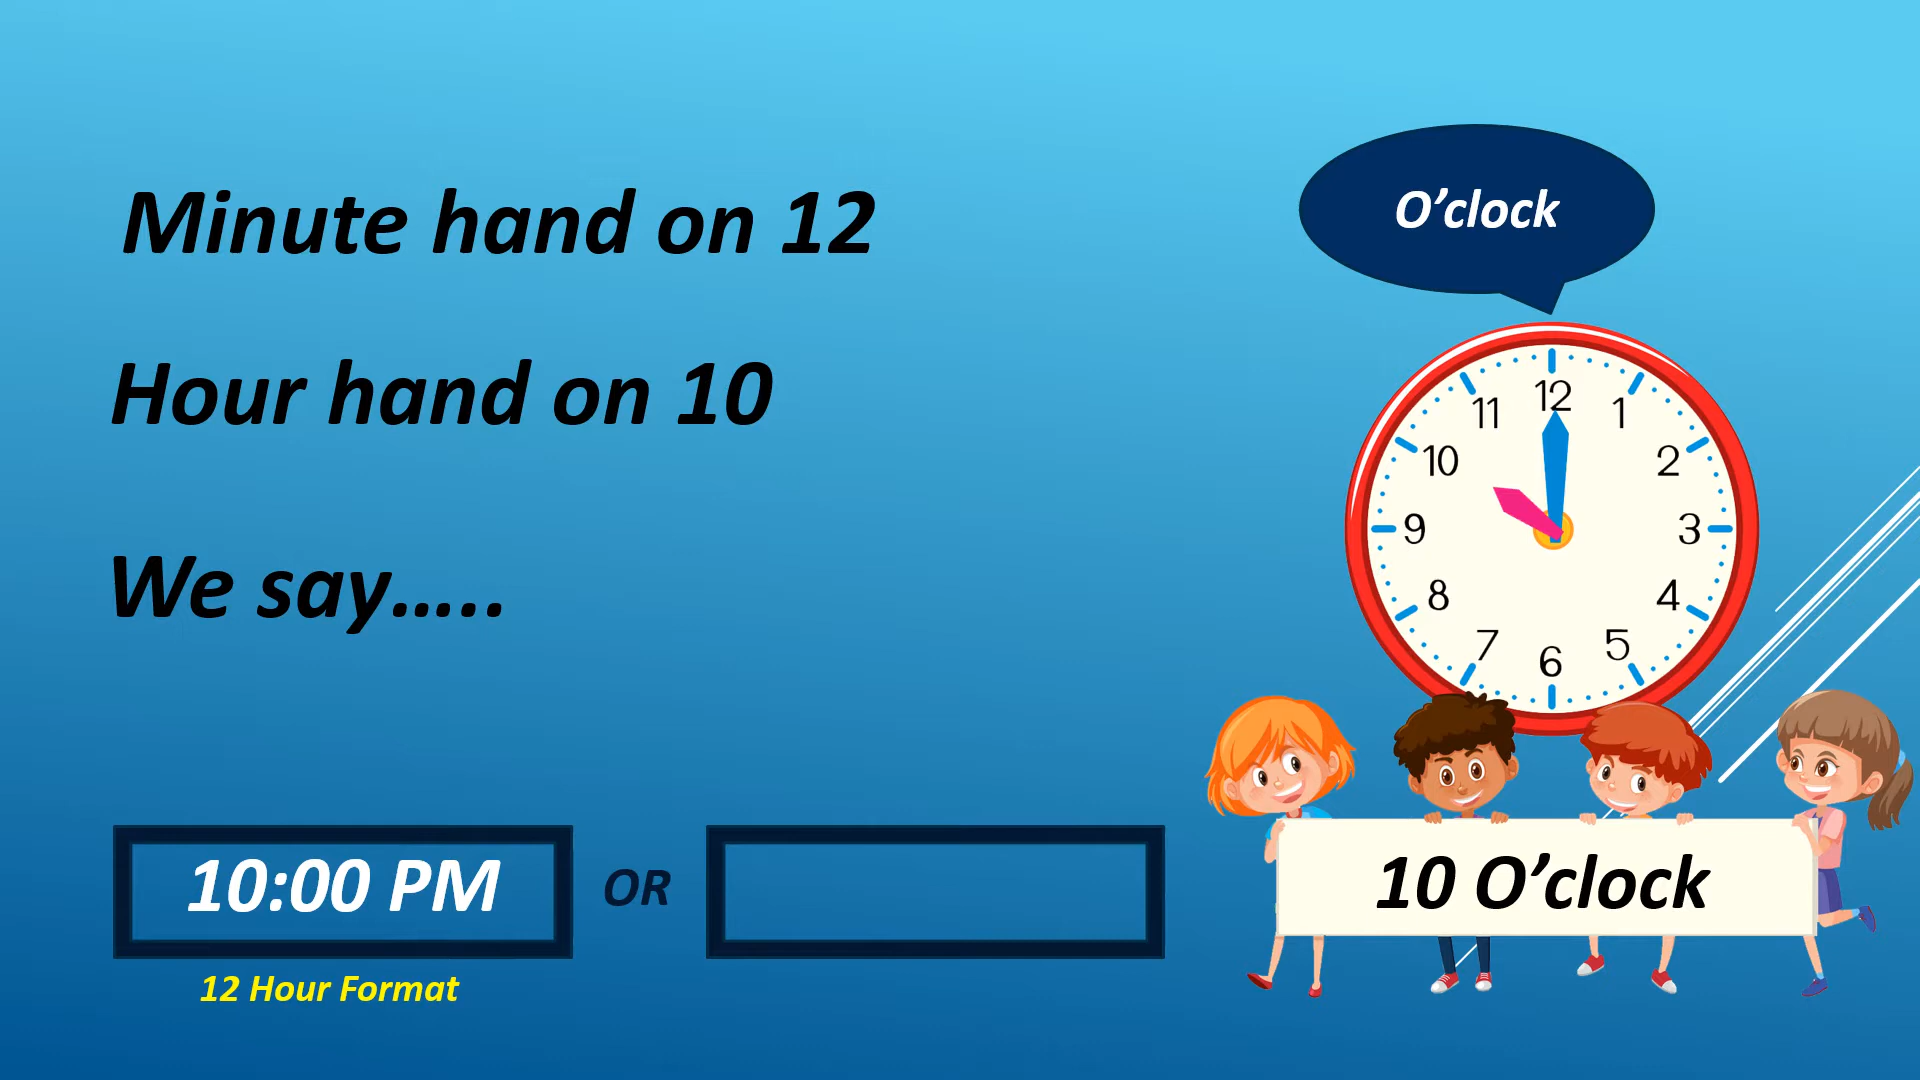 Minute hand on 12
Hour hand on 10
We say.....
10:00 PM
OR
12 Hour Format
O’clock
12
1
2
3
4
5
6
7
8
9
10
11
10 O’clock